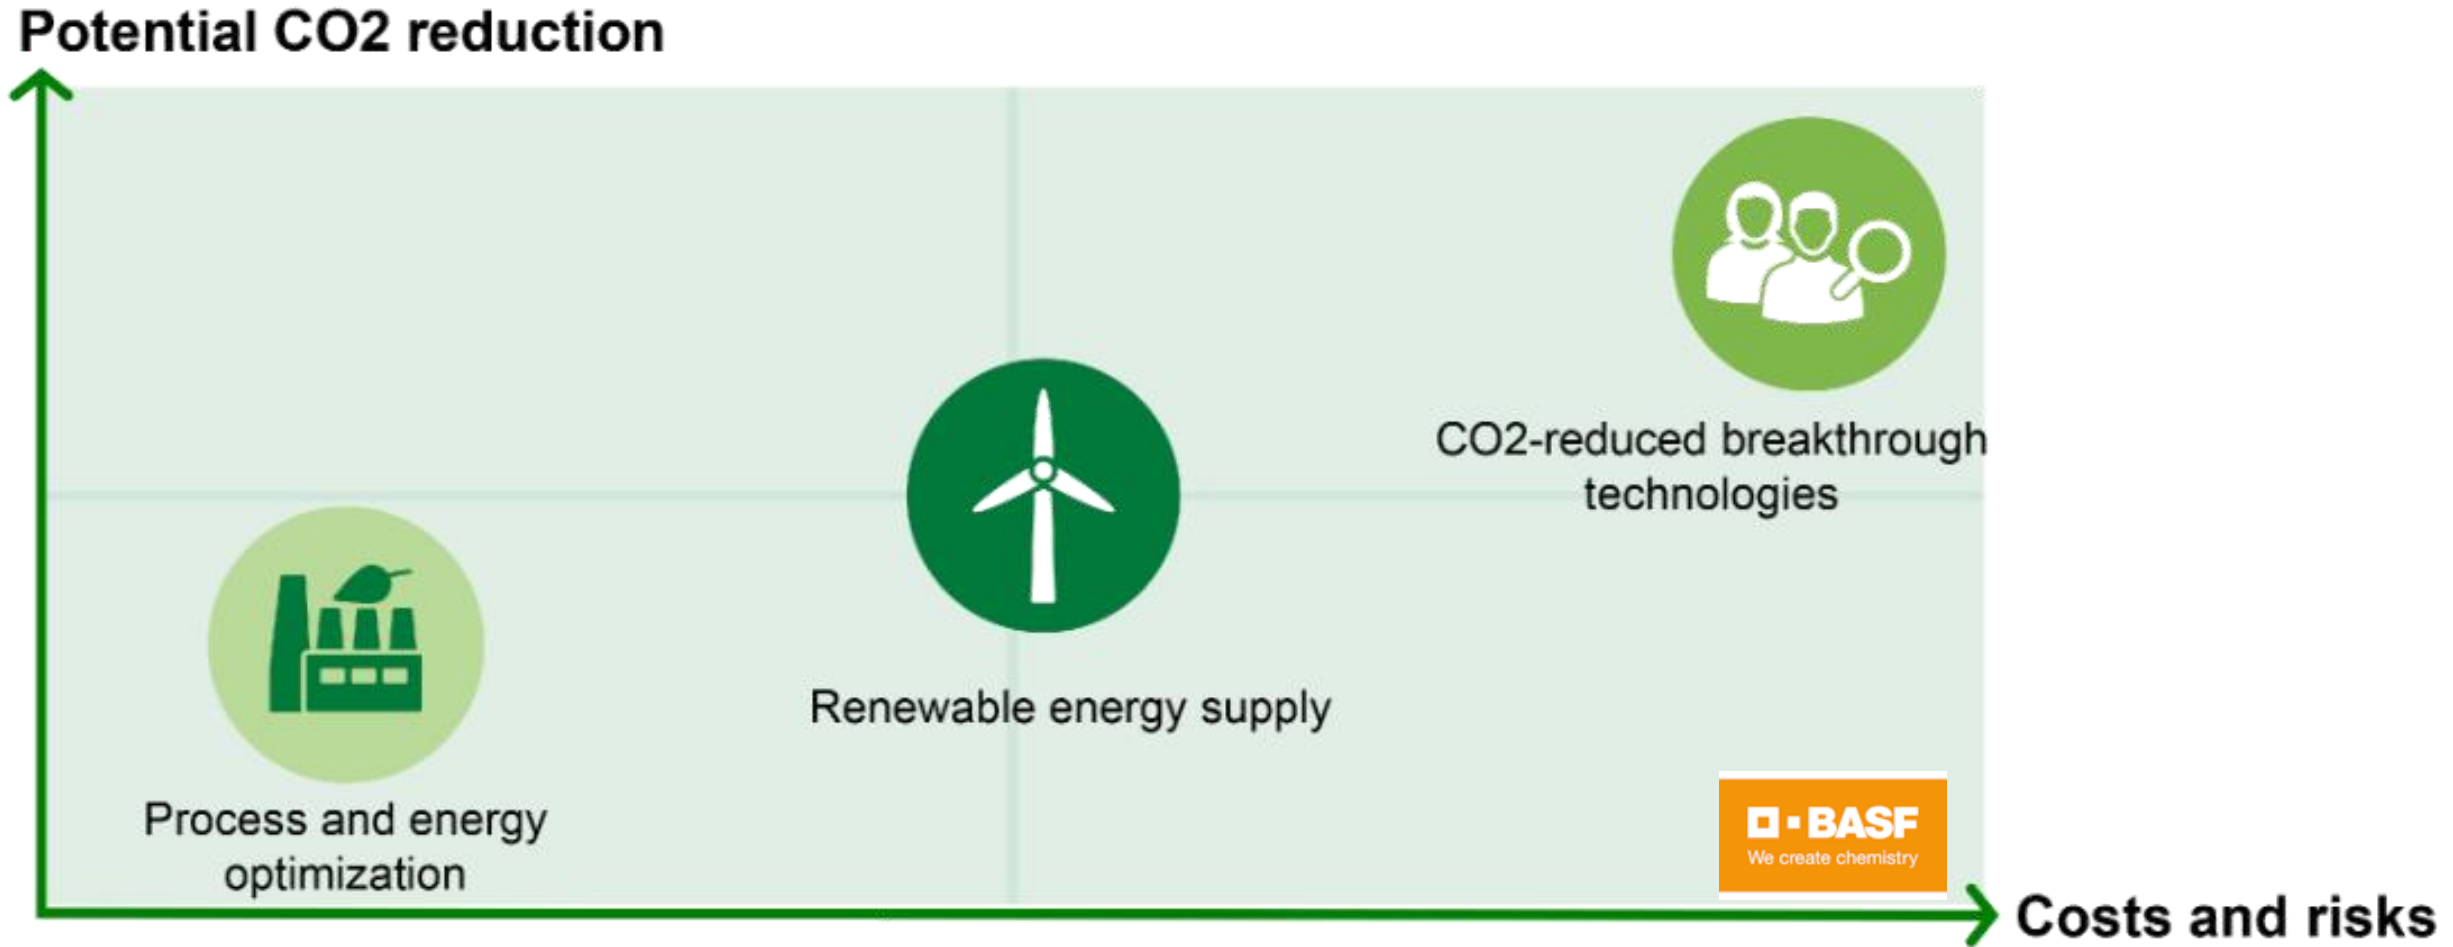 Potential CO2 reduction
CO2-reduced breakthrough
technologies
Renewable energy supply
Process and energy
optimization
BASF
We create chemistry
Costs and risks